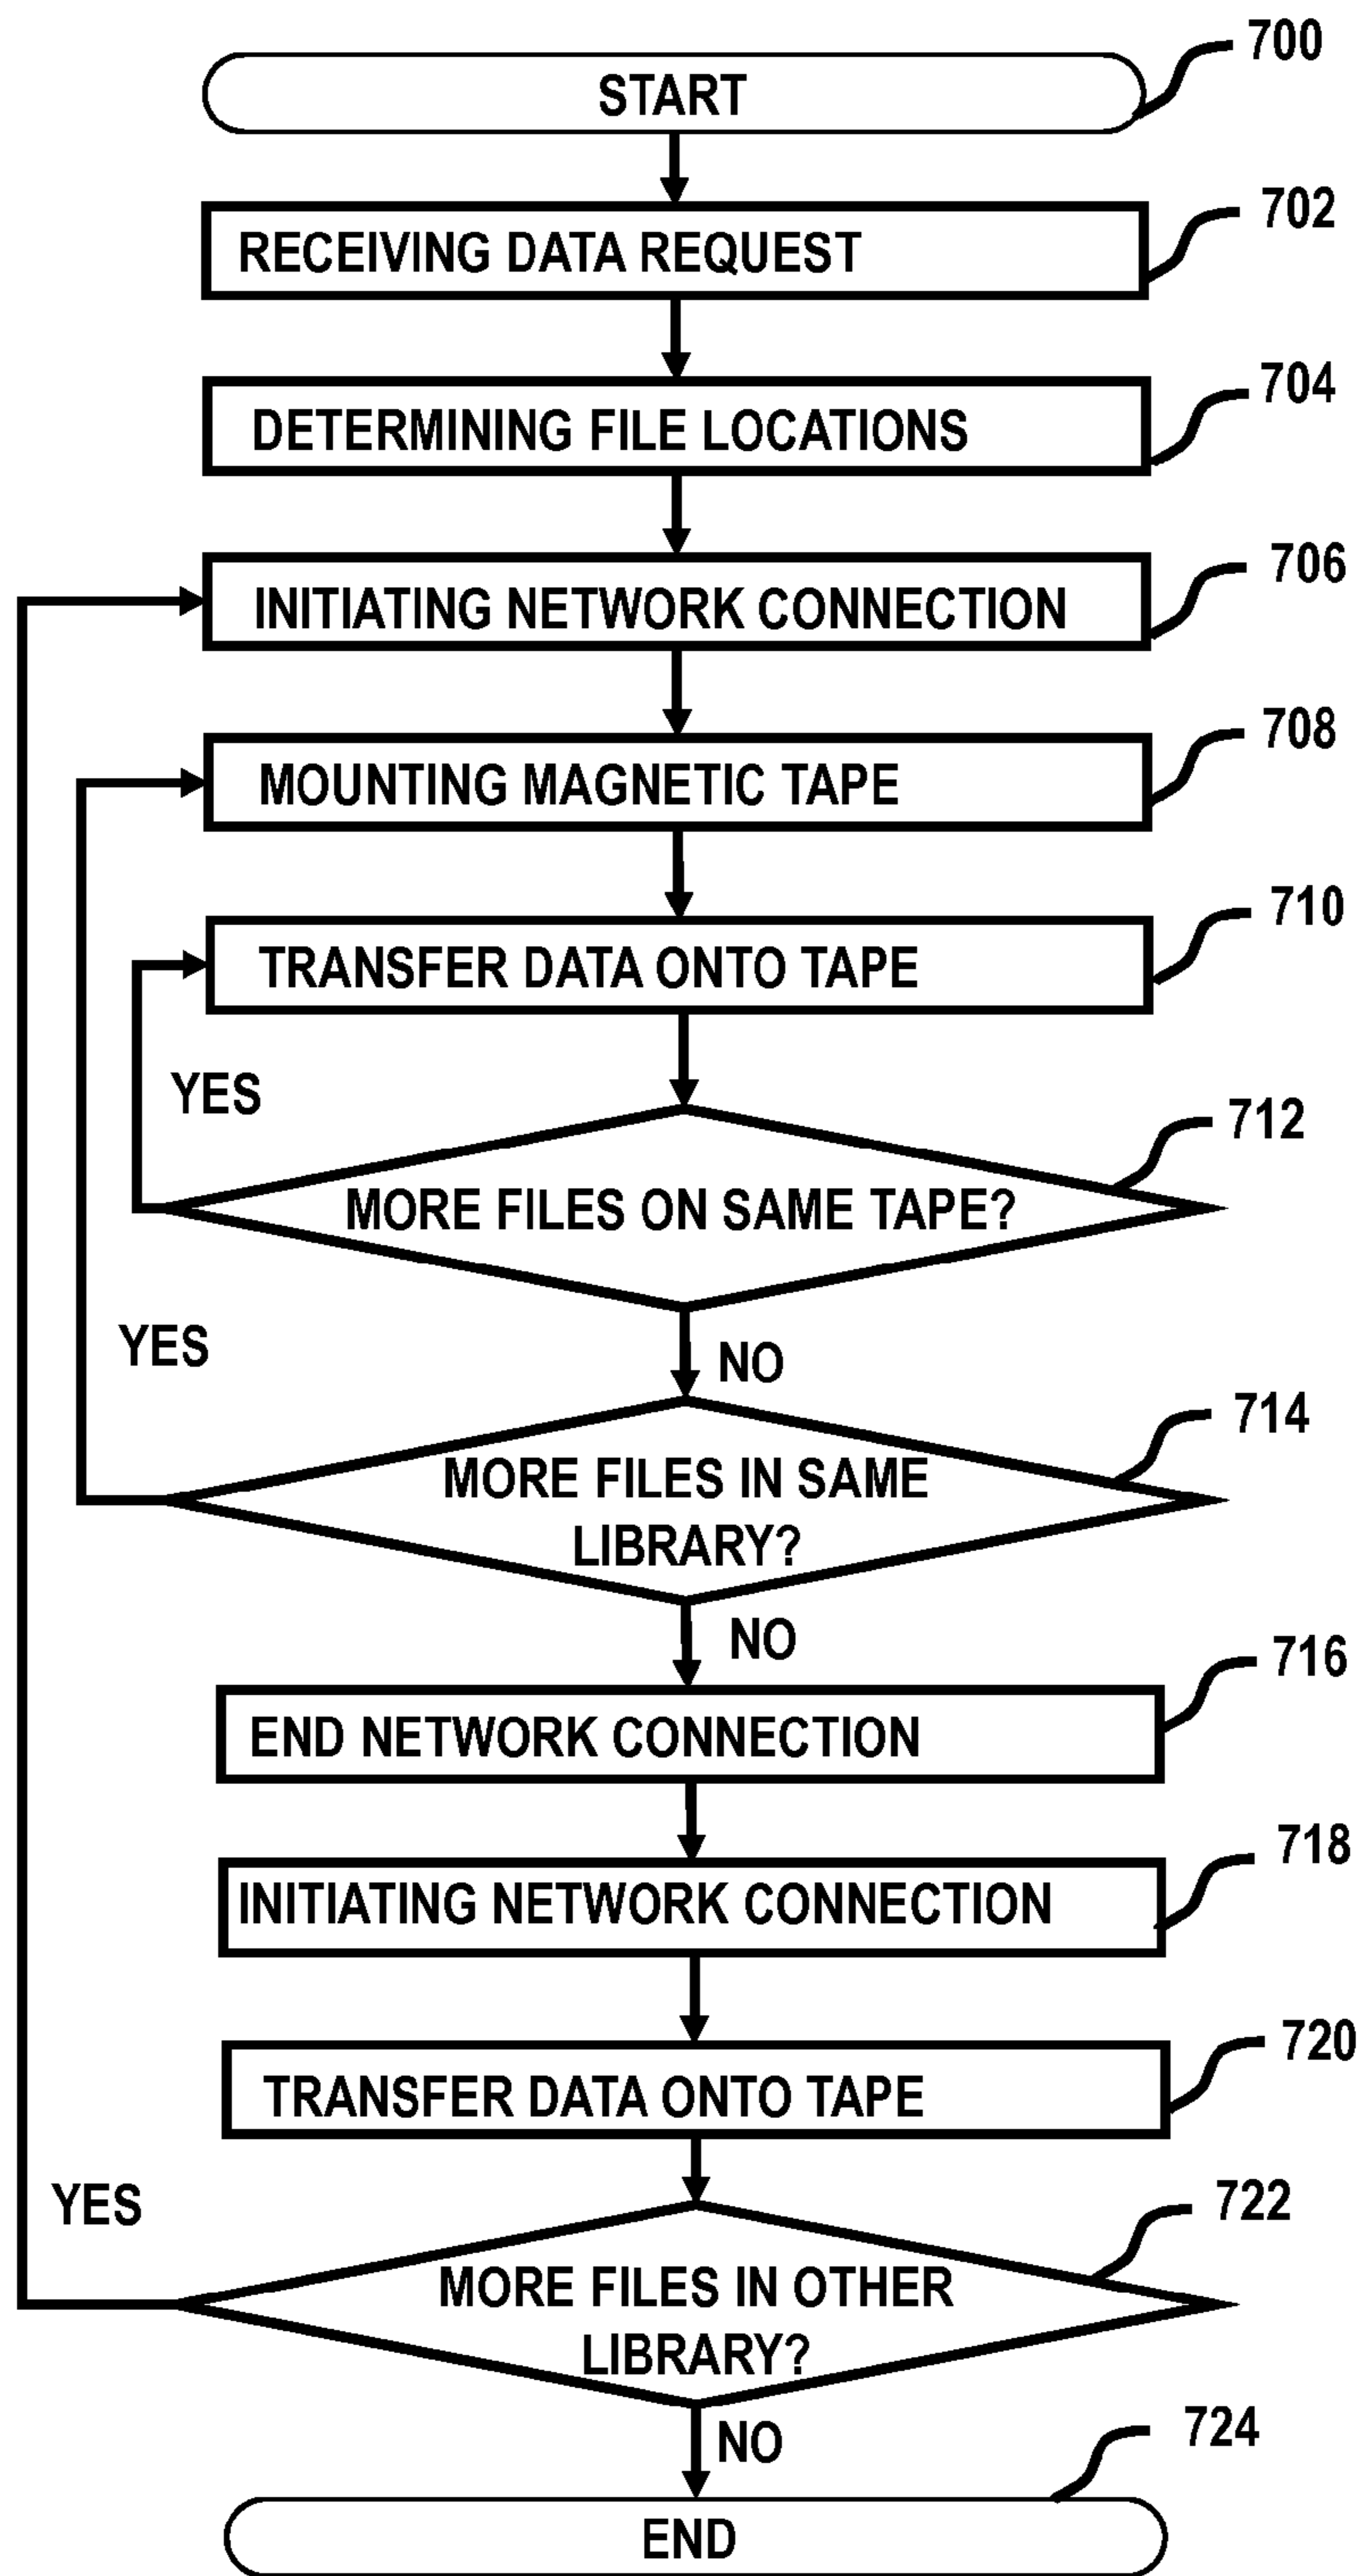 700
START
702
RECEIVING DATA REQUEST
704
DETERMINING FILE LOCATIONS
706
INITIATING NETWORK CONNECTION
708
MOUNTING MAGNETIC TAPE
710
TRANSFER DATA ONTO TAPE
YES
712
MORE FILES ON SAME TAPE?
YES
NO
714
MORE FILES IN SAME
LIBRARY?
NO
716
END NETWORK CONNECTION
718
INITIATING NETWORK CONNECTION
720
TRANSFER DATA ONTO TAPE
YES
722
MORE FILES IN OTHER
LIBRARY?
NO
724
END